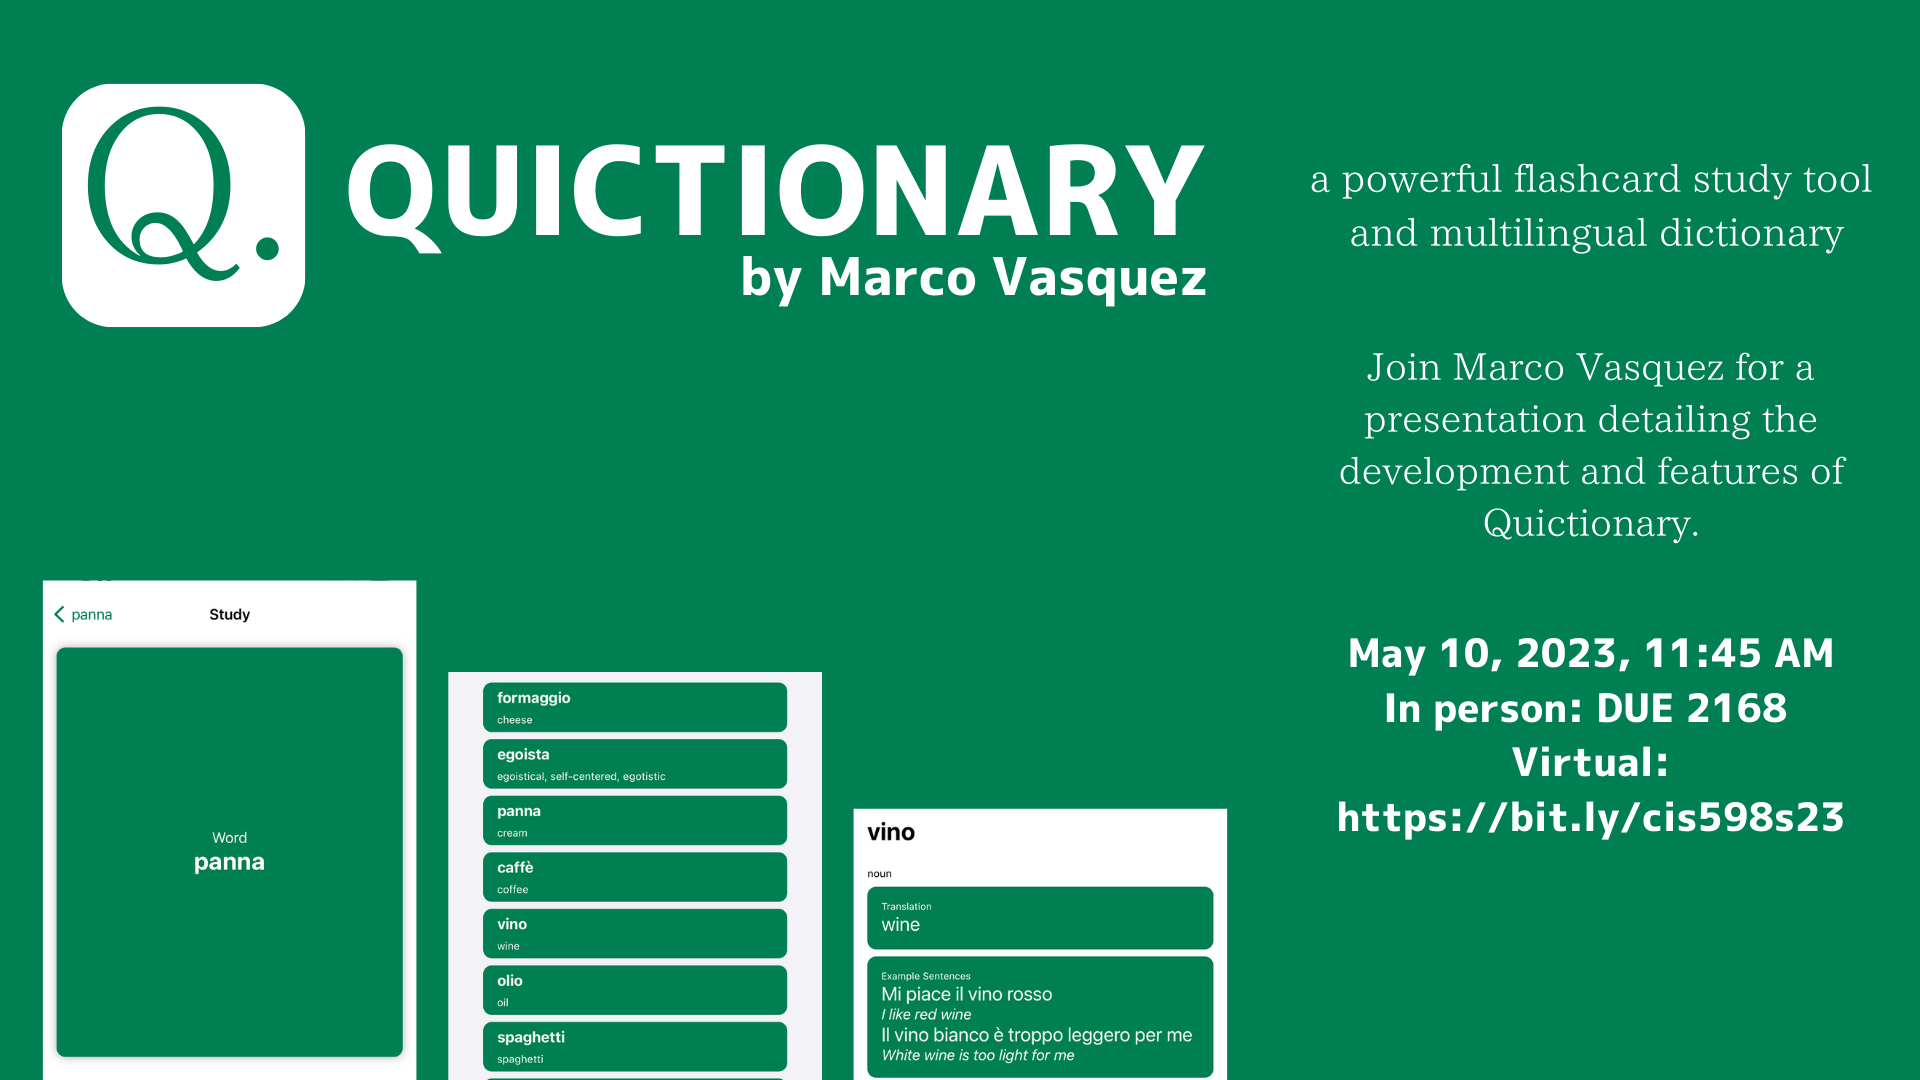 Q.
QUICTIONARY
by Marco Vasquez
a powerful flashcard study tool
and multilingual dictionary
Join Marco Vasquez for a
presentation detailing the
development and features of
Quictionary.
May 10, 2023, 11:45 AM
In person: DUE 2168
Virtual:
https://bit.ly/cis598s23
panna
Study
Word
panna
formaggio
cheese
egoista
egoistical, self-centered, egotistic
panna
cream
caffè
coffee
vino
wine
olio
oil
spaghetti
spaghetti
vino
noun
Translation
wine
Example Sentences
Mi piace il vino rosso
I like red wine
Il vino bianco è troppo leggero per me
White wine is too light for me